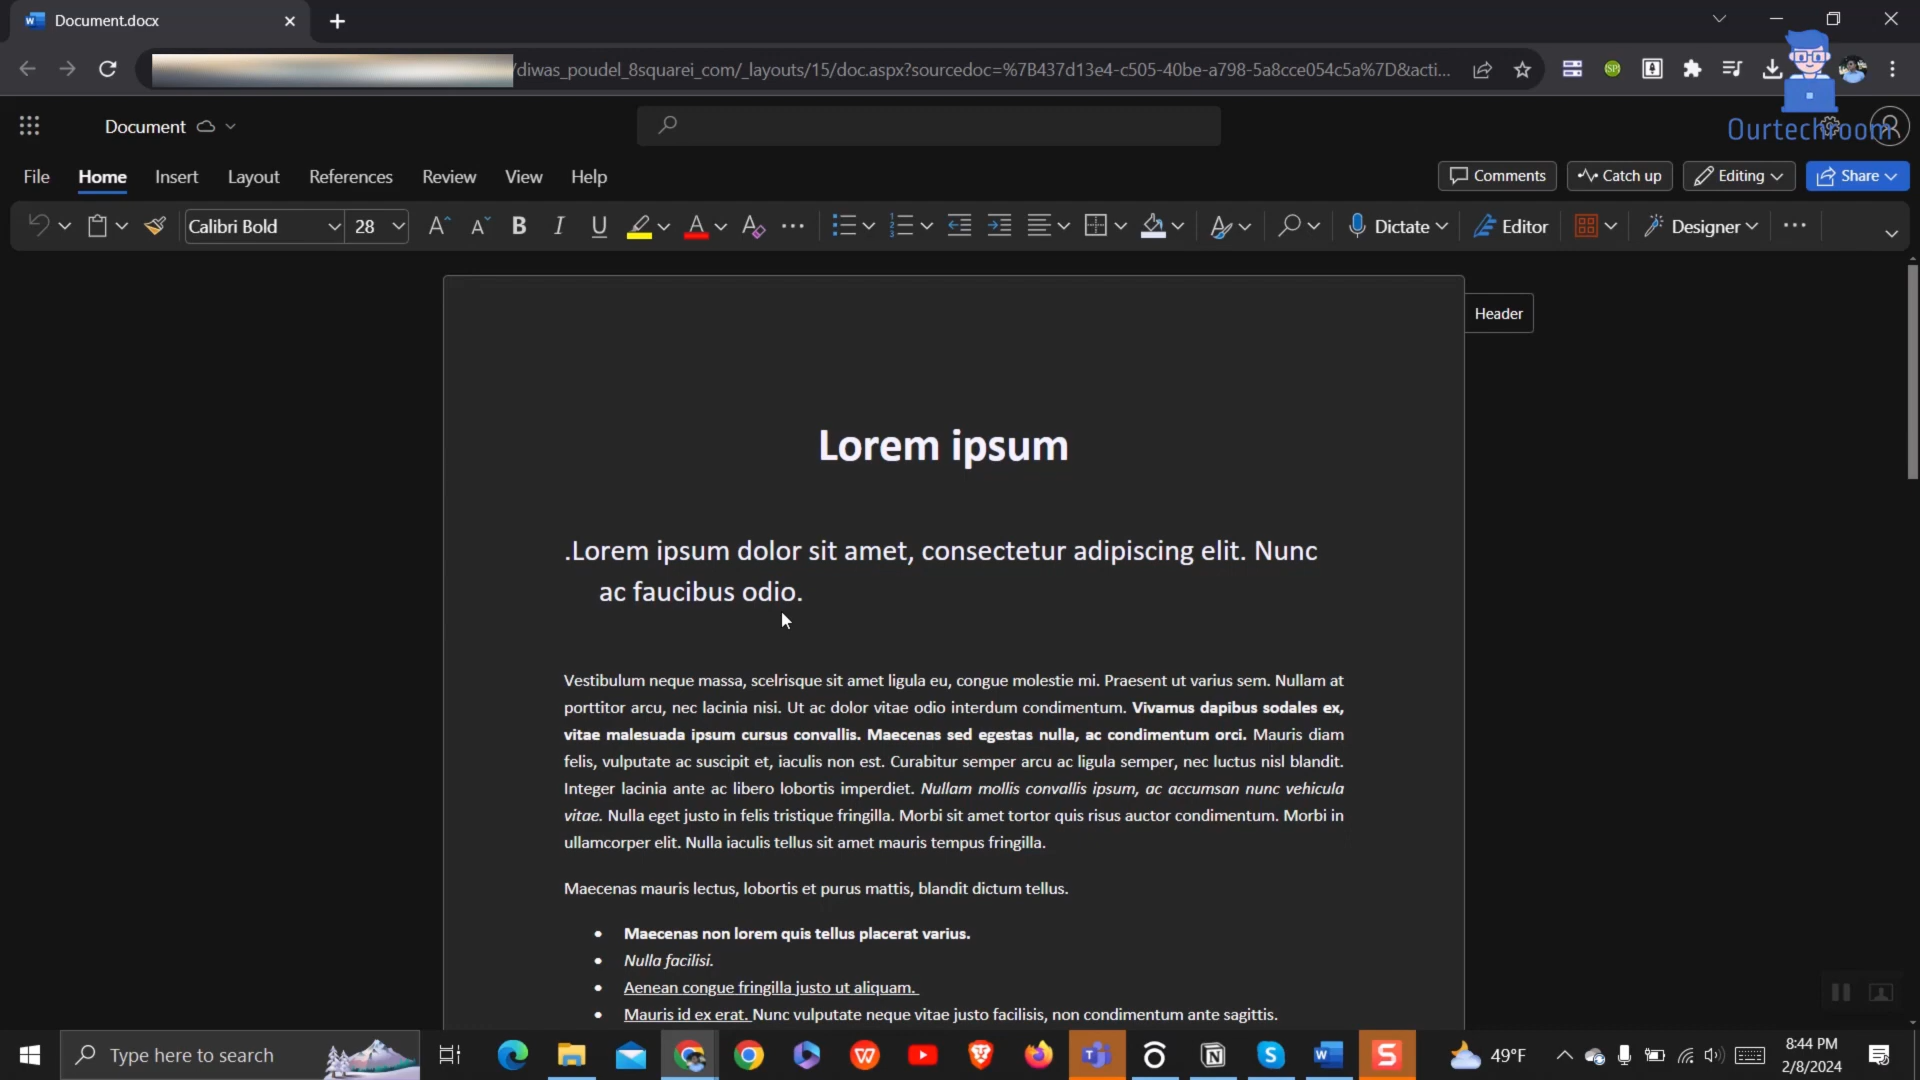 Document.docx
/diwas_poudel_8squarei_com/_layouts/15/doc.aspx?sourcedoc=%7B437d13e4-c505-40be-a798-5a8cce054c5a%7D&acti...
Document
Ourtechroom
File Home Insert Layout References Review View Help Comments Catch up Editing Share
Calibri Bold 28 Dictate Editor Designer
Header
Lorem ipsum
.Lorem ipsum dolor sit amet, consectetur adipiscing elit. Nunc
ac faucibus odio.
Vestibulum neque massa, scelerisque sit amet ligula eu, congue molestie mi. Praesent ut varius sem. Nullam at
porttitor arcu, nec lacinia nisi. Ut ac dolor vitae odio interdum condimentum. Vivamus dapibus sodales ex,
vitae malesuada ipsum cursus convallis. Maecenas sed egestas nulla, ac condimentum orci. Mauris diam
felis, vulputate ac suscipit et, iaculis non est. Curabitur semper arcu ac ligula semper, nec luctus nisl blandit.
Integer lacinia ante ac libero lobortis imperdiet. Nullam mollis convallis ipsum, ac accumsan nunc vehicula
vitae. Nulla eget justo in felis tristique fringilla. Morbi sit amet tortor quis risus auctor condimentum. Morbi in
ullamcorper elit. Nulla iaculis tellus sit amet mauris tempus fringilla.
Maecenas mauris lectus, lobortis et purus mattis, blandit dictum tellus.
• Maecenas non lorem quis tellus placerat varius.
• Nulla facilisi.
• Aenean congue fringilla justo ut aliquam.
• Mauris id ex erat. Nunc vulputate neque vitae justo facilisis, non condimentum ante sagittis.
Type here to search
49°F
8:44 PM
2/8/2024